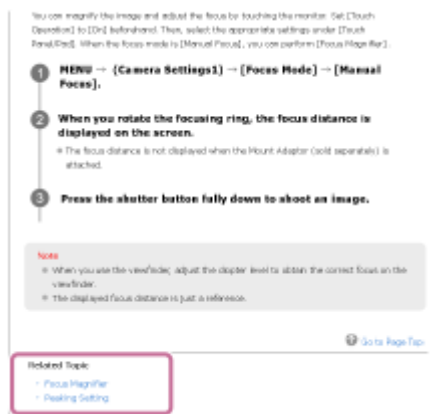 You can magnify the image and adjust the focus by touching the monitor. Set [Touch
Operation] to [On] beforehand. Then, select the appropriate settings under [Touch
Panel/Pad]. When the focus mode is [Manual Focus], you can perform [Focus Magnifier].
1 MENU → (Camera Settings1) → [Focus Mode] → [Manual
Focus].
2 When you rotate the focusing ring, the focus distance is
displayed on the screen.
The focus distance is not displayed when the Mount Adaptor (sold separately) is
attached.
3 Press the shutter button fully down to shoot an image.
Note
When you use the viewfinder, adjust the diopter level to obtain the correct focus on the
viewfinder.
The displayed focus distance is just a reference.
Go to Page Top
Related Topic
Focus Magnifier
Peaking Setting